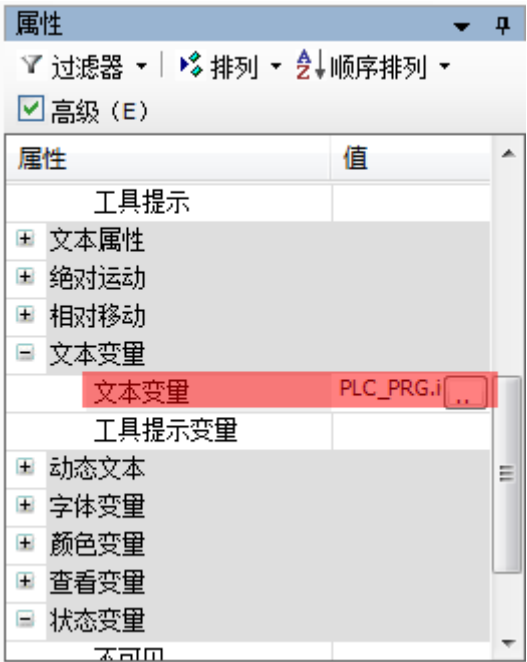 属性
过滤器 排列 顺序排列
高级（E）
属性 值
工具提示
文本属性
绝对运动
相对移动
文本变量
文本变量 PLC_PRG.i ..
工具提示变量
动态文本
字体变量
颜色变量
查看变量
状态变量
不可见